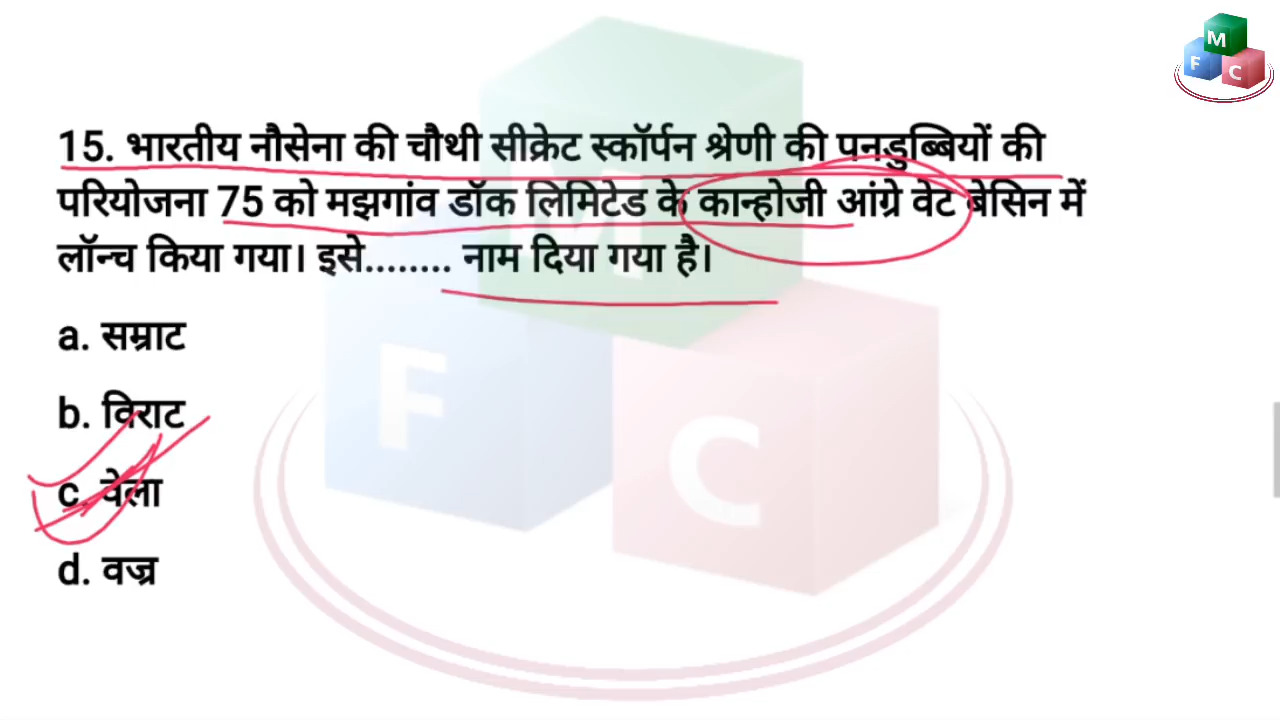 M
F
C
15. भारतीय नौसेना की चौथी सीक्रेट स्कॉर्पन श्रेणी की पनडुब्बियों की
परियोजना 75 को मझगांव डॉक लिमिटेड के कान्होजी आंग्रे वेट बेसिन में
लॉन्च किया गया। इसे........ नाम दिया गया है।
a. सम्राट
b. विराट
c. वेला
d. वज्र
M
F
C